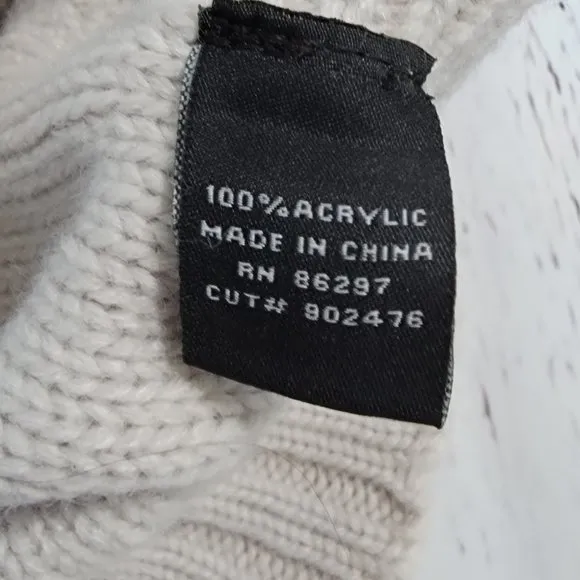 100% ACRYLIC
MADE IN CHINA
RN 86297
CUT# 902476